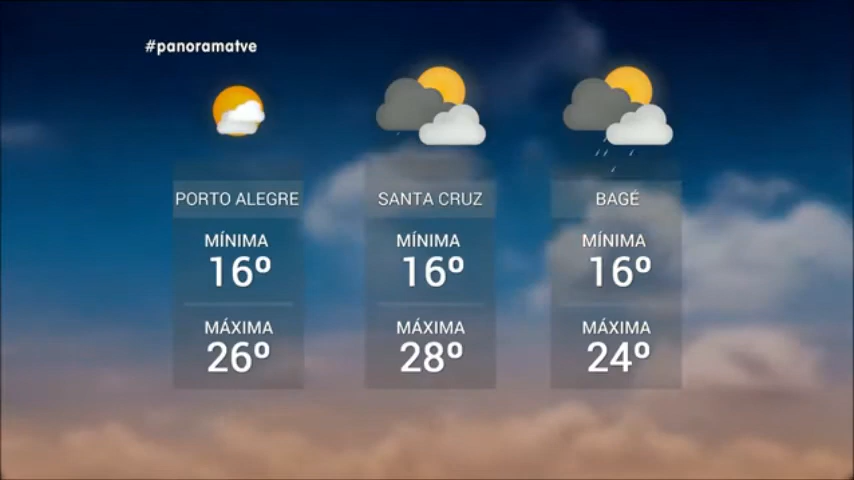 #panoramatve
PORTO ALEGRE
MÍNIMA
16º
MÁXIMA
26º
SANTA CRUZ
MÍNIMA
16º
MÁXIMA
28º
BAGÉ
MÍNIMA
16º
MÁXIMA
24º